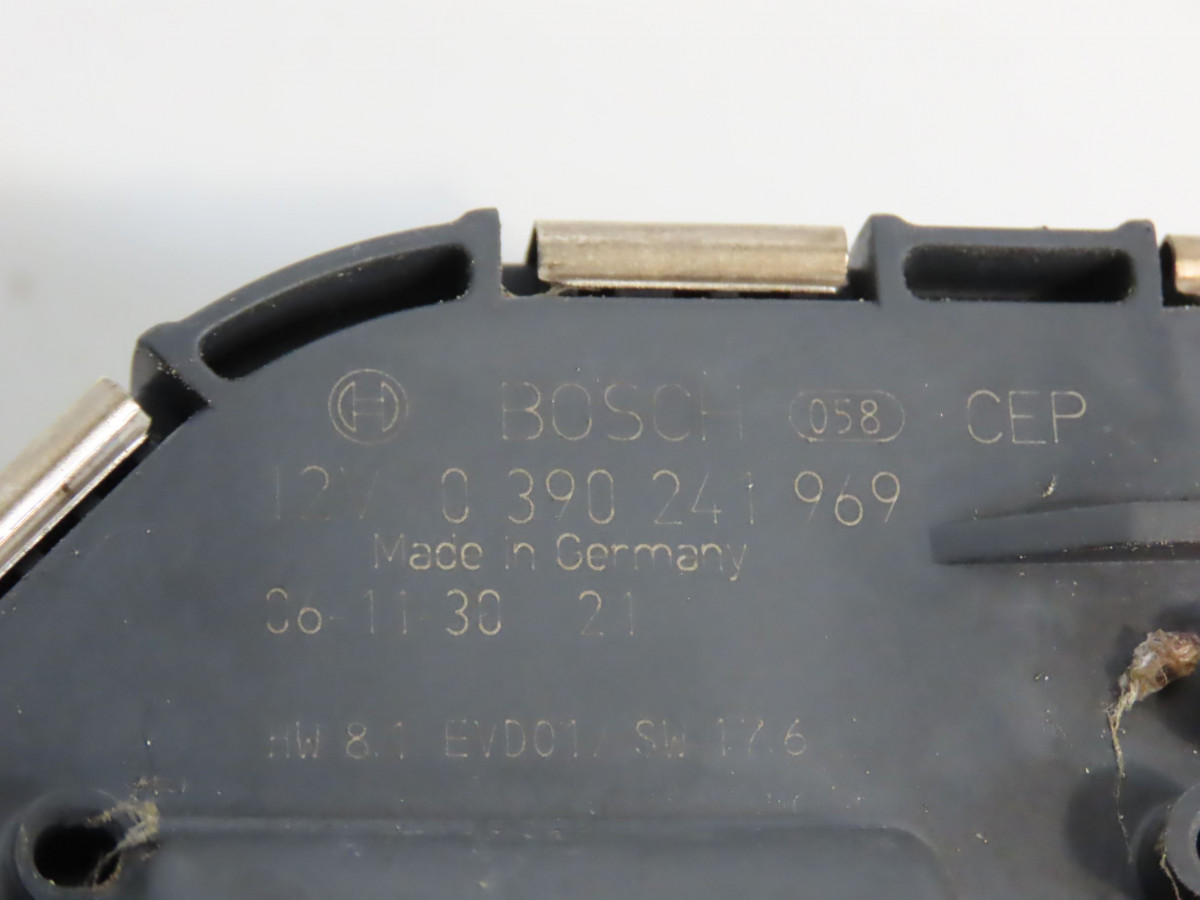 BOSCH 058 CEP
12V 0 390 241 969
Made in Germany
06-11-30 21
HW 8.1 EVD01/ SW 17.6